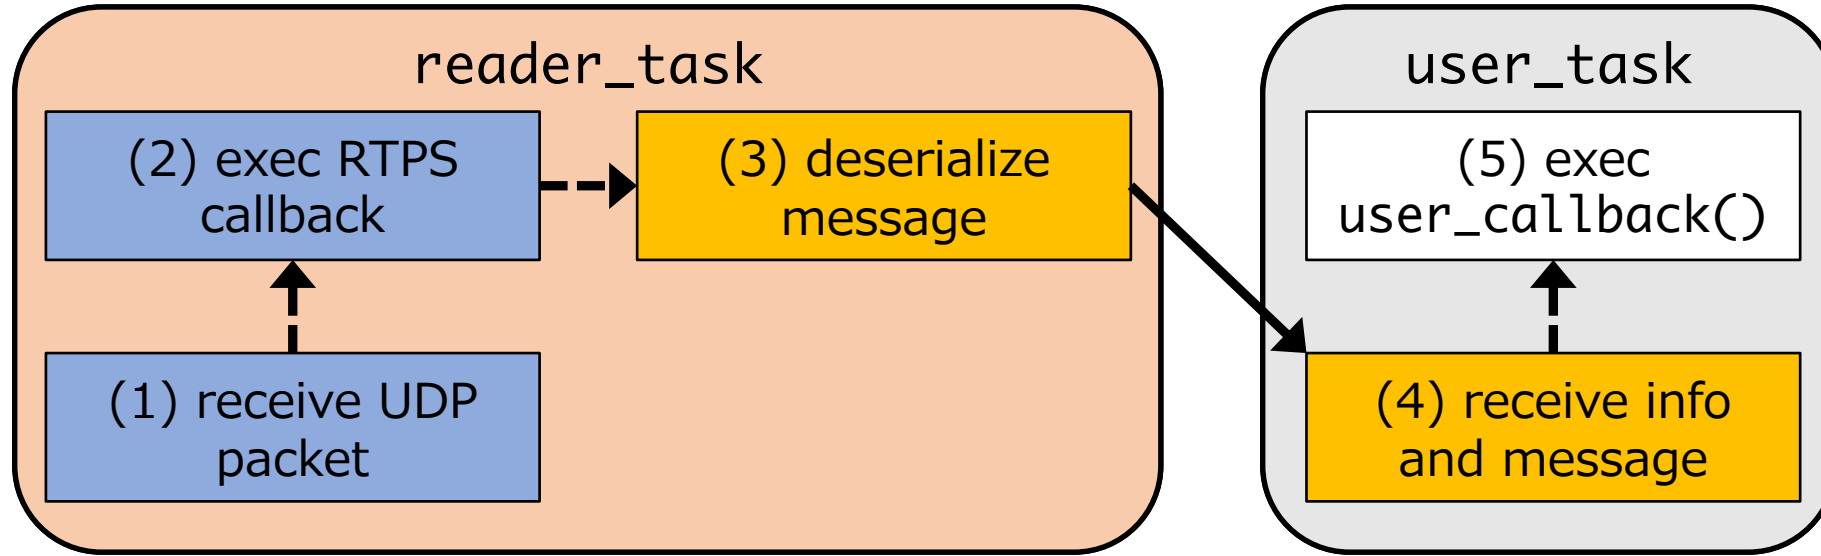 reader_task
(2) exec RTPS
callback
(3) deserialize
message
(1) receive UDP
packet
user_task
(5) exec
user_callback()
(4) receive info
and message